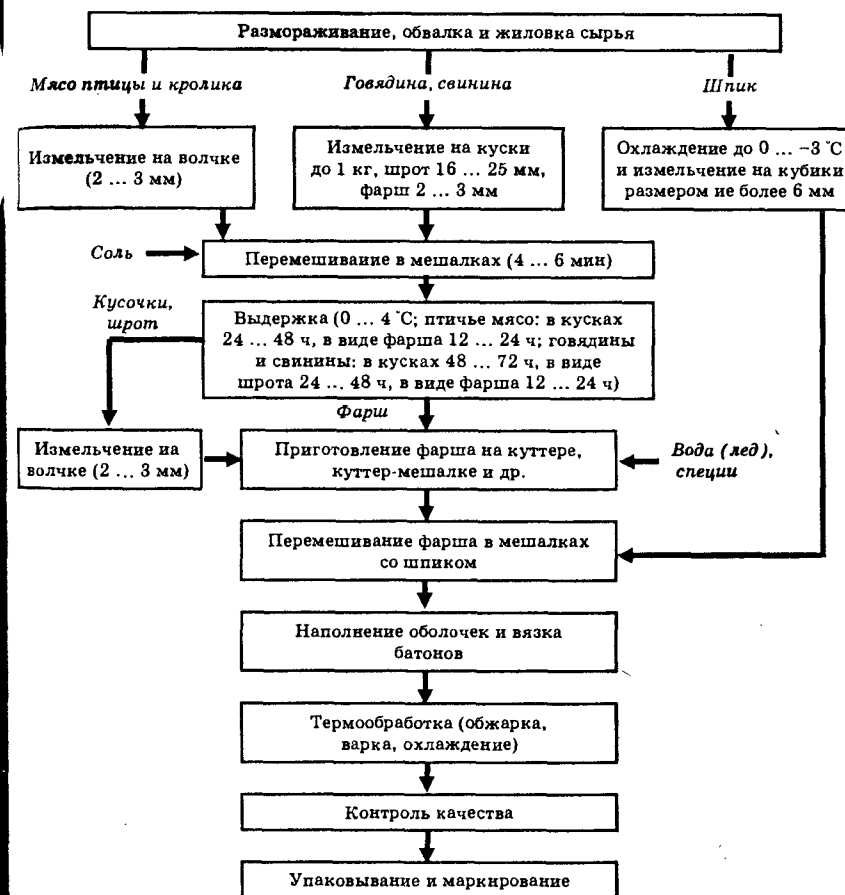 Размораживание, обвалка и жиловка сырья
Мясо птицы и кролика
Говядина, свинина
Шпик
Измельчение на волчке
(2 ... 3 мм)
Измельчение на куски
до 1 кг, шрот 16 ... 25 мм,
фарш 2 ... 3 мм
Охлаждение до 0 ... −3 °C
и измельчение на кубики
размером ие более 6 мм
Соль
Перемешиваиие в мешалках (4 ... 6 мин)
Кусочки,
шрот
Выдержка (0 ... 4 °C; птичье мясо: в кусках
24 ... 48 ч, в виде фарша 12 ... 24 ч; говядины
и свинины: в кусках 48 ... 72 ч, в виде
шрота 24 ... 48 ч, в виде фарша 12 ... 24 ч)
Фарш
Измельчение иа
волчке (2 ... 3 мм)
Приготовление фарша на куттере,
куттер-мешалке и др.
Вода (лед),
специи
Перемешивание фарша в мешалках
со шпиком
Наполнение оболочек и вязка
батонов
Термообработка (обжарка,
варка, охлаждение)
Контроль качества
Упаковывание и маркирование